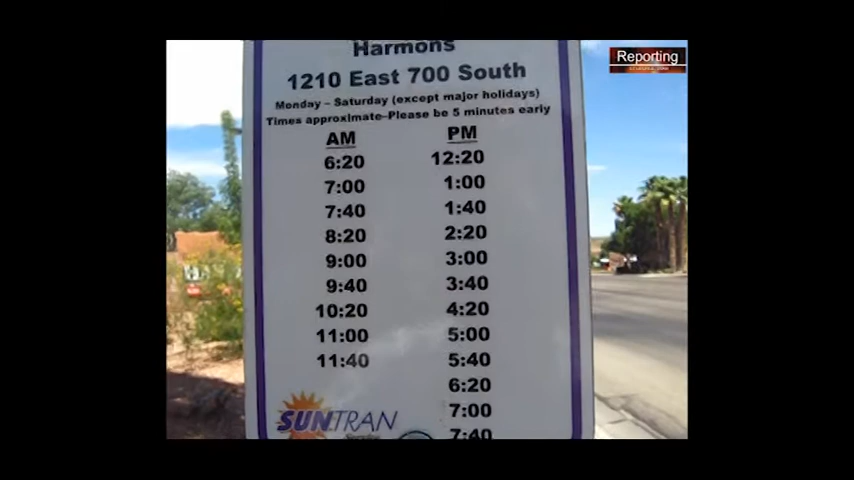 Harmons
1210 East 700 South
Monday – Saturday (except major holidays)
Times approximate–Please be 5 minutes early
AM PM
6:20 12:20
7:00 1:00
7:40 1:40
8:20 2:20
9:00 3:00
9:40 3:40
10:20 4:20
11:00 5:00
11:40 5:40
6:20
7:00
7:40
SUNTRAN
Reporting